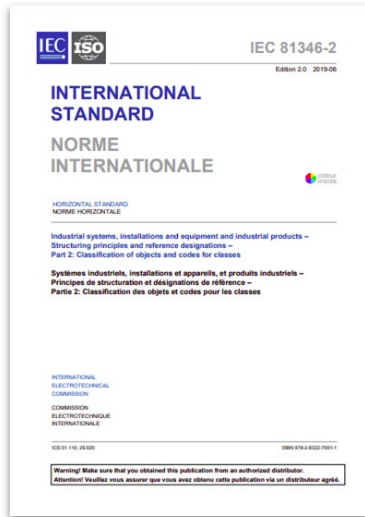 IEC ISO
IEC 81346-2
Edition 2.0 2019-06
INTERNATIONAL
STANDARD
NORME
INTERNATIONALE
colour
inside
HORIZONTAL STANDARD
NORME HORIZONTALE
Industrial systems, installations and equipment and industrial products –
Structuring principles and reference designations –
Part 2: Classification of objects and codes for classes
Systèmes industriels, installations et appareils, et produits industriels –
Principes de structuration et désignations de référence –
Partie 2: Classification des objets et codes pour les classes
INTERNATIONAL
ELECTROTECHNICAL
COMMISSION
COMMISSION
ELECTROTECHNIQUE
INTERNATIONALE
ICS 01.110; 29.020
ISBN 978-2-8322-7001-1
Warning! Make sure that you obtained this publication from an authorized distributor.
Attention! Veuillez vous assurer que vous avez obtenu cette publication via un distributeur agréé.